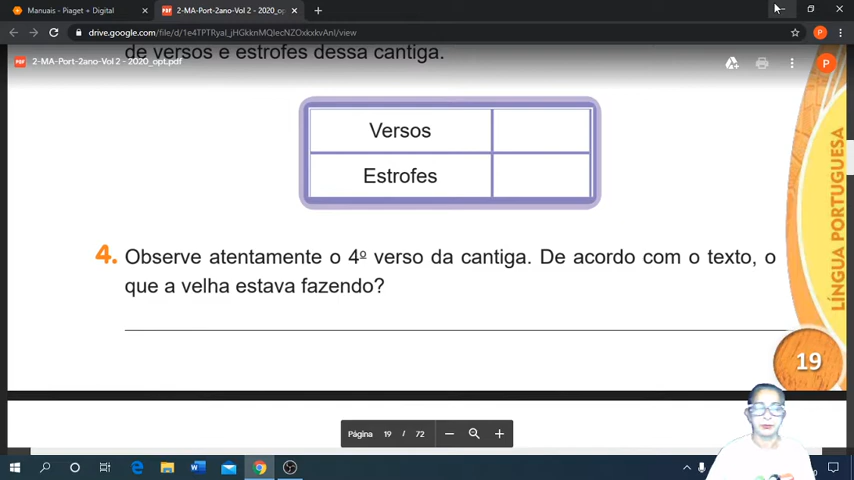 Manuais - Piaget + Digital
2-MA-Port-2ano-Vol 2 - 2020_op
drive.google.com/file/d/1e4TPTRyaI_jHGkknMQlecNZOxkxkvAnI/view
de versos e estrofes dessa cantiga.
2-MA-Port-2ano-Vol 2 - 2020_opt.pdf
Versos
Estrofes
4. Observe atentamente o 4º verso da cantiga. De acordo com o texto, o
que a velha estava fazendo?
LÍNGUA PORTUGUESA
19
Página 19 / 72